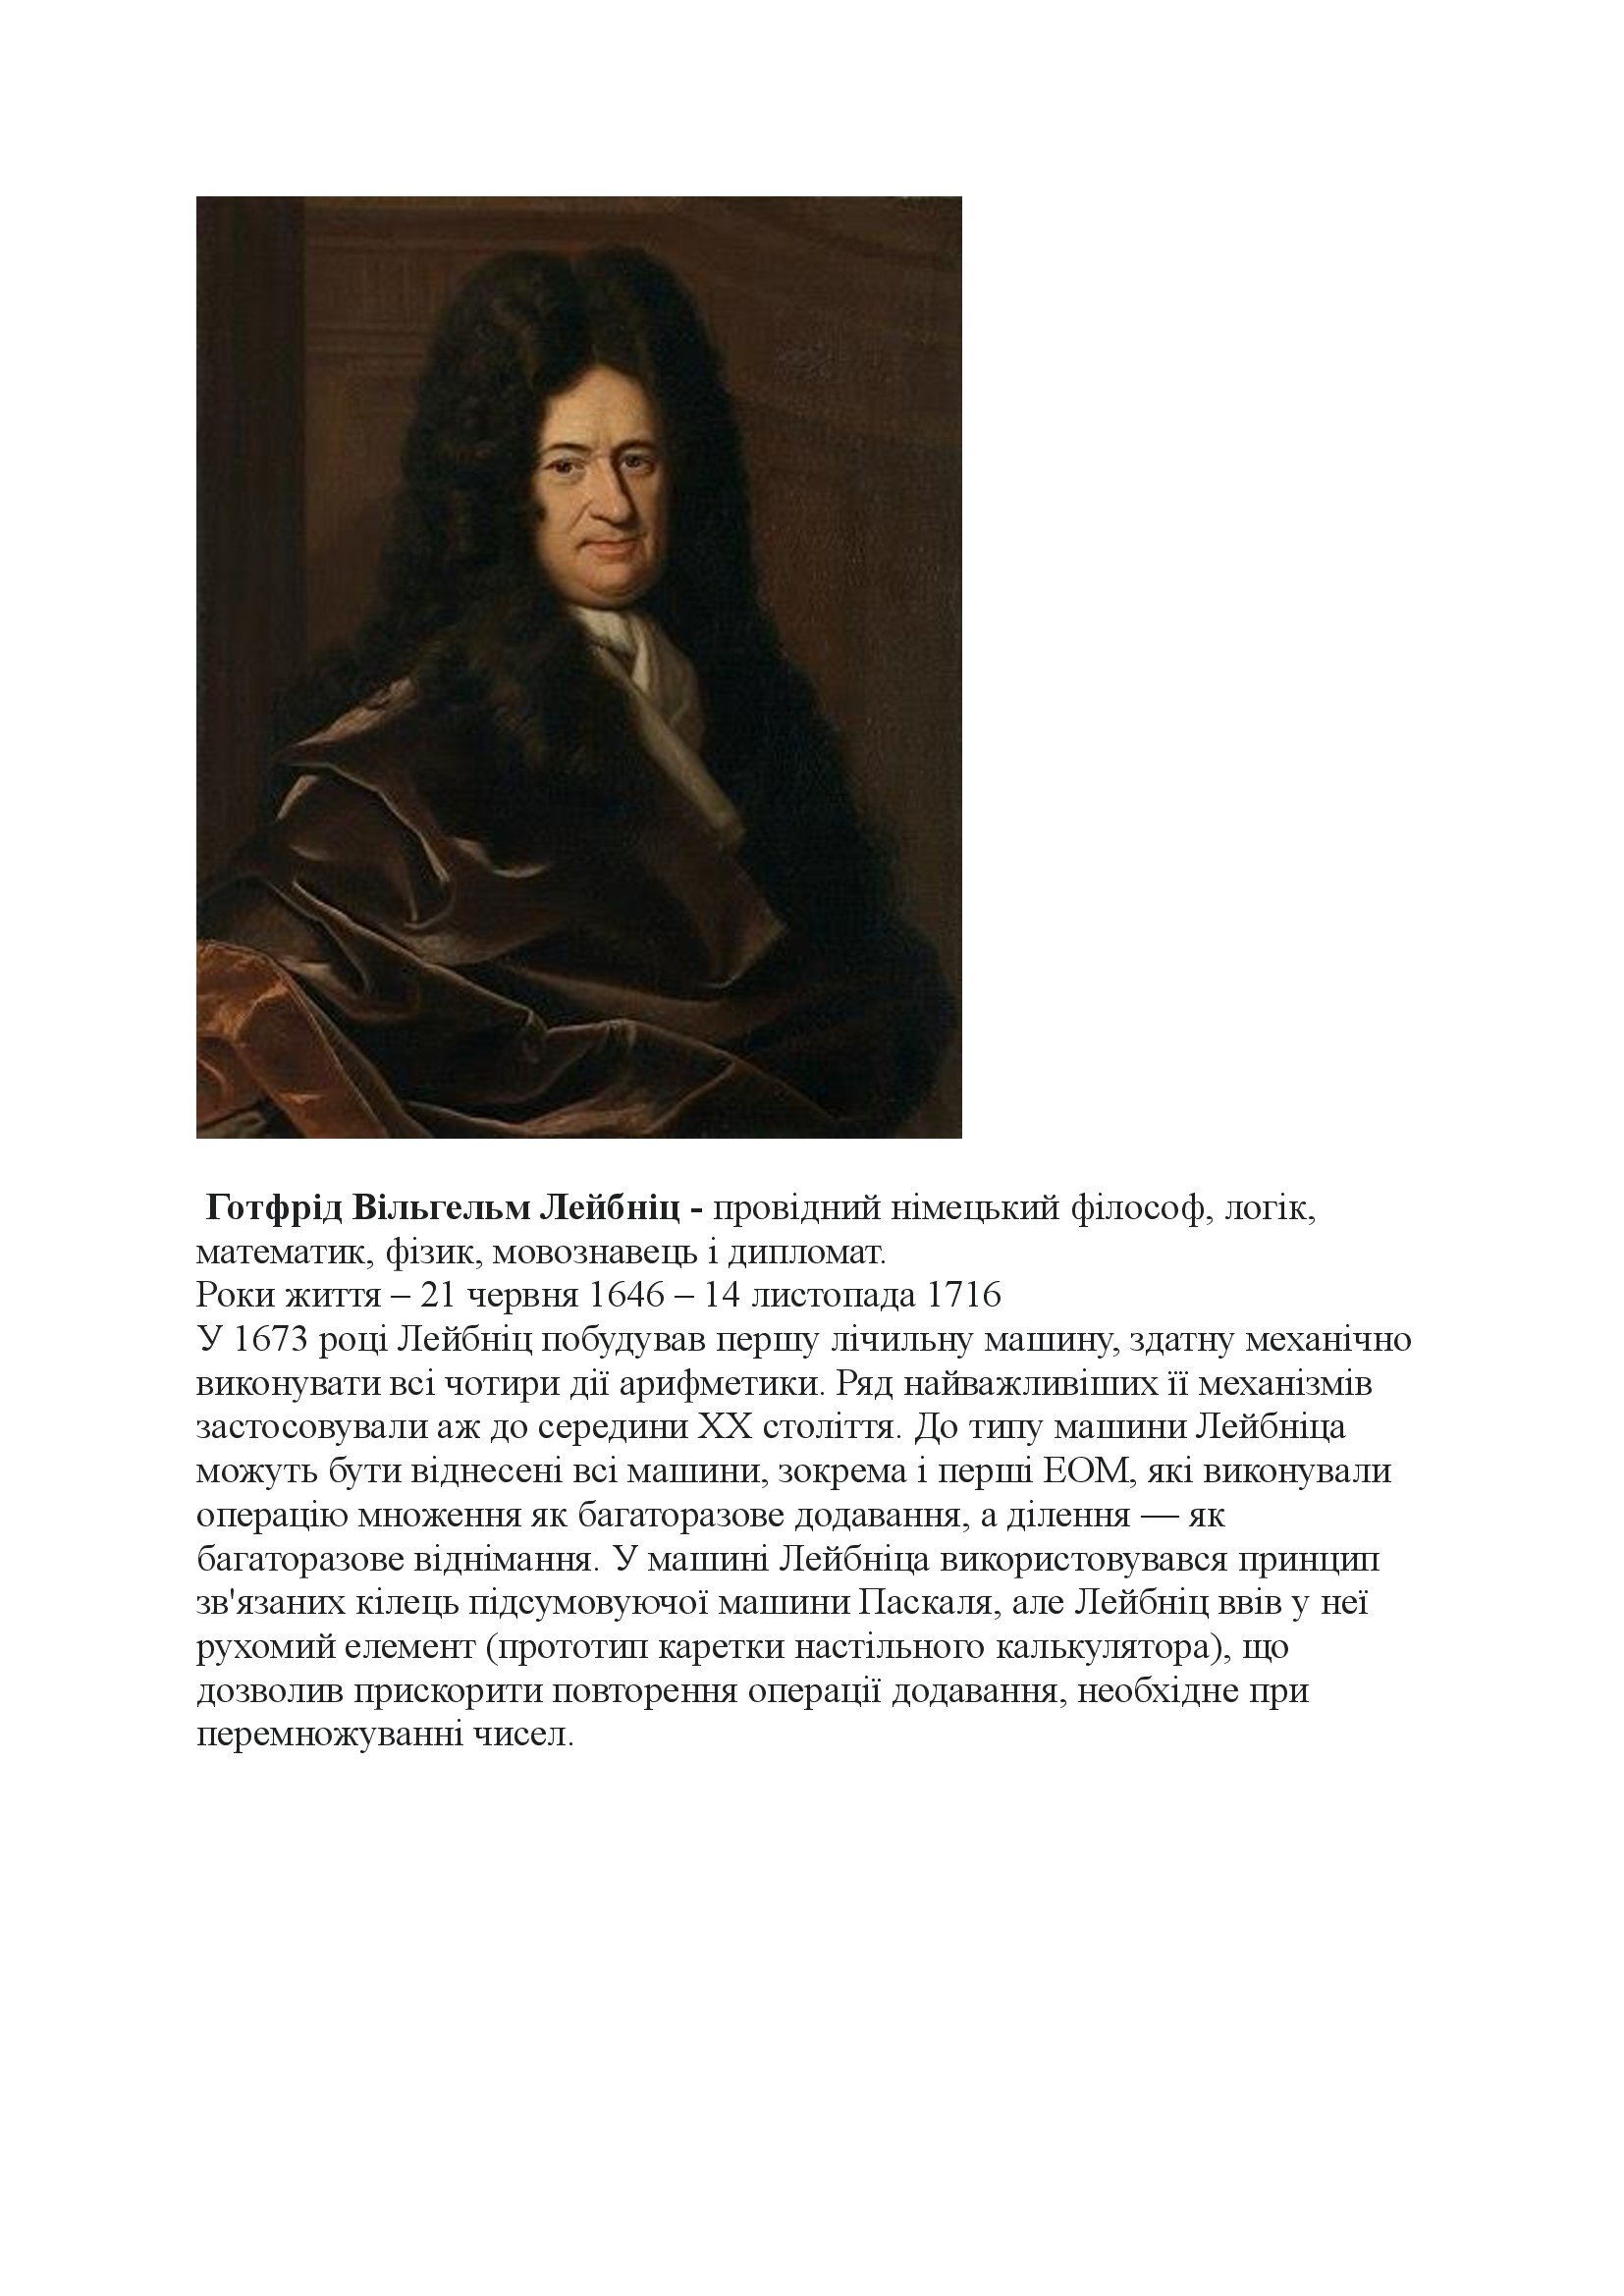 Готфрід Вільгельм Лейбніц - провідний німецький філософ, логік,
математик, фізик, мовознавець і дипломат.
Роки життя – 21 червня 1646 – 14 листопада 1716
У 1673 році Лейбніц побудував першу лічильну машину, здатну механічно
виконувати всі чотири дії арифметики. Ряд найважливіших її механізмів
застосовували аж до середини XX століття. До типу машини Лейбніца
можуть бути віднесені всі машини, зокрема і перші ЕОМ, які виконували
операцію множення як багаторазове додавання, а ділення — як
багаторазове віднімання. У машині Лейбніца використовувався принцип
зв'язаних кілець підсумовуючої машини Паскаля, але Лейбніц ввів у неї
рухомий елемент (прототип каретки настільного калькулятора), що
дозволив прискорити повторення операції додавання, необхідне при
перемножуванні чисел.